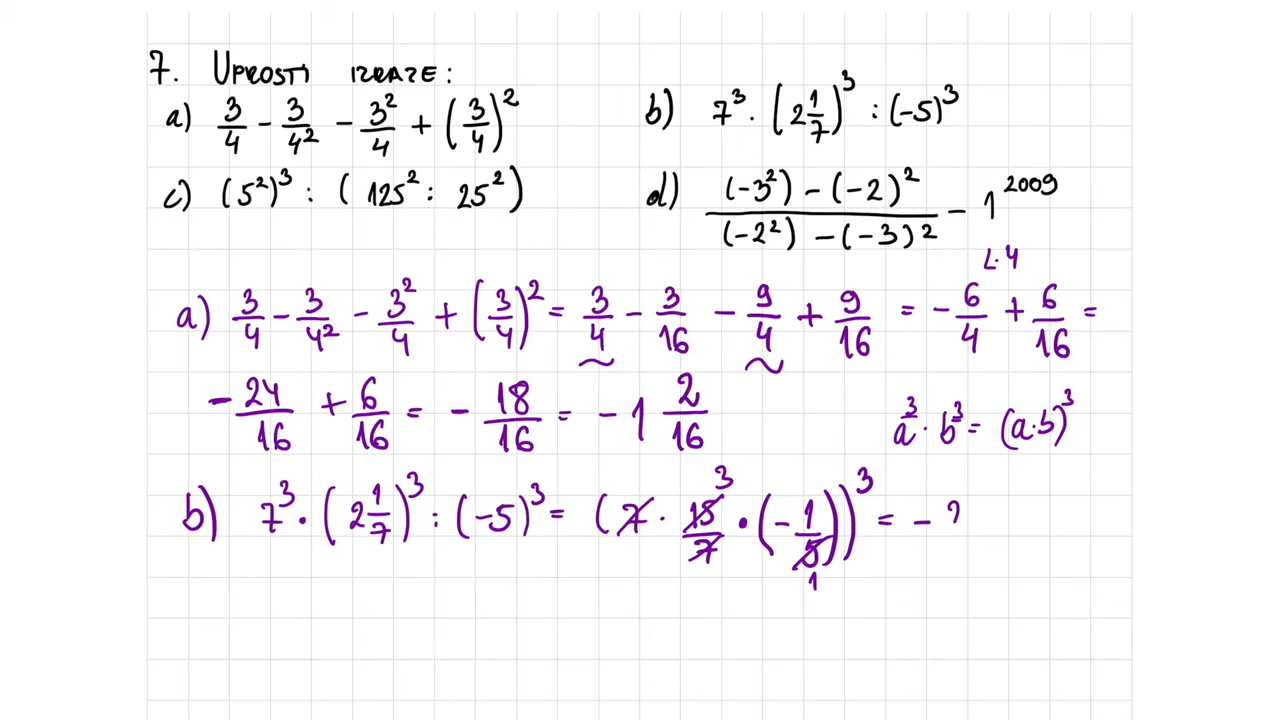 7. UPROSTI IZRAZE:
a) 3/4 - 3/4² - 3²/4 + (3/4)² b) 7³ · (2 1/7)³ : (-5)³
c) (5²)³ : (125² : 25²) d) ((-3²) - (-2)²)/((-2²) - (-3)²) - 1²⁰⁰⁹
a) 3/4 - 3/4² - 3²/4 + (3/4)² = 3/4 - 3/16 - 9/4 + 9/16 = - 6/4 + 6/16 =
∟·4
- 24/16 + 6/16 = - 18/16 = - 1 2/16
a³ · b³ = (a·b)³
b) 7³ · (2 1/7)³ : (-5)³ = (7 · 15/7 · (- 1/5))³ = -
3
1